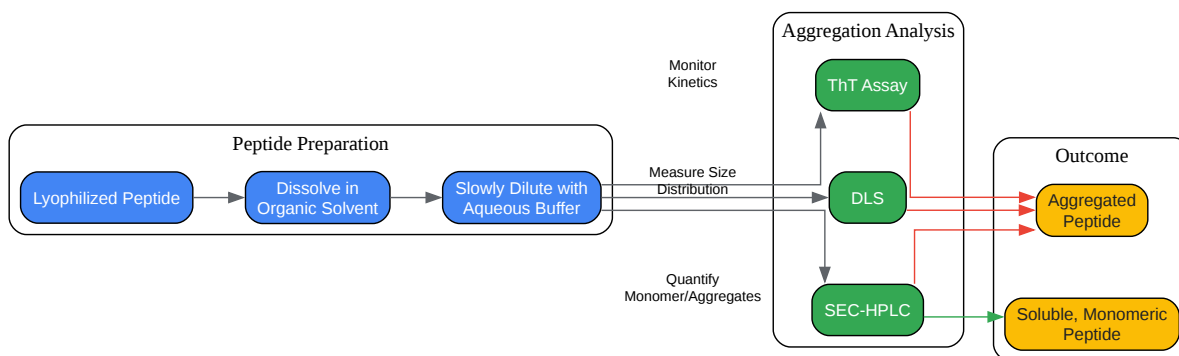 Peptide Preparation
Lyophilized Peptide
Dissolve in
Organic Solvent
Slowly Dilute with
Aqueous Buffer
Monitor
Kinetics
Measure Size
Distribution
Quantify
Monomer/Aggregates
Aggregation Analysis
ThT Assay
DLS
SEC-HPLC
Outcome
Aggregated
Peptide
Soluble, Monomeric
Peptide